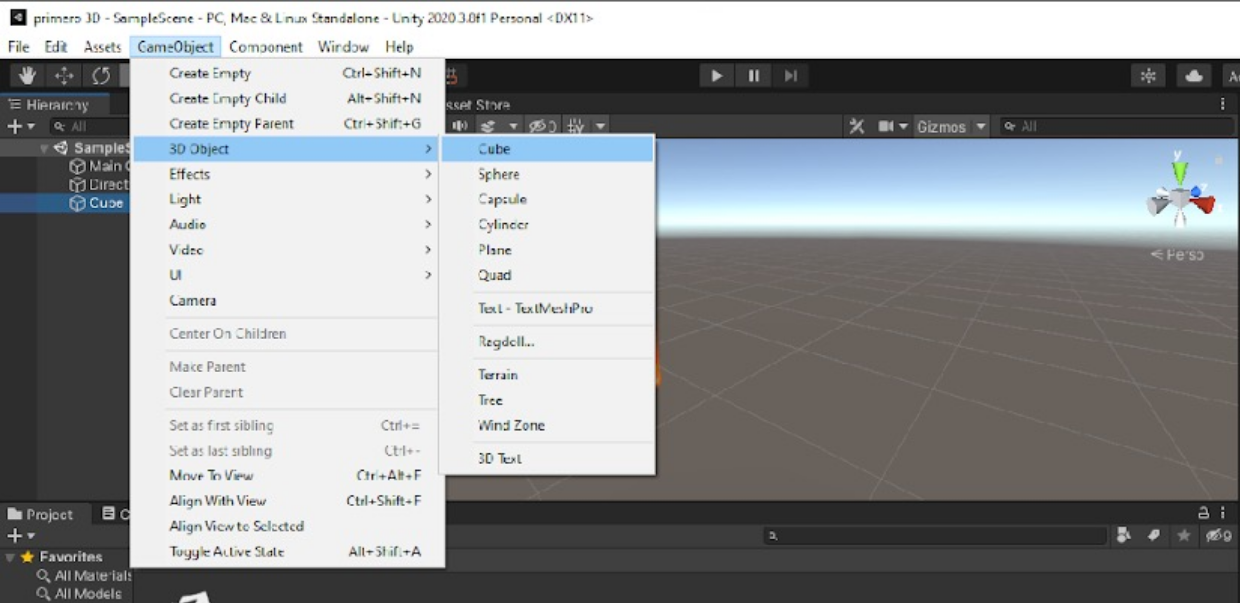 primero 3D - SampleScene - PC, Mac & Linux Standalone - Unity 2020.3.0f1 Personal <DX11>
File Edit Assets GameObject Component Window Help
Create Empty Ctrl+Shift+N
Create Empty Child Alt+Shift+N
Create Empty Parent Ctrl+Shift+G
3D Object >
Effects >
Light >
Audio >
Video >
UI >
Camera
Center On Children
Make Parent
Clear Parent
Set as first sibling Ctrl+=
Set as last sibling Ctrl+-
Move To View Ctrl+Alt+F
Align With View Ctrl+Shift+F
Align View to Selected
Toggle Active State Alt+Shift+A
Cube
Sphere
Capsule
Cylinder
Plane
Quad
Text - TextMeshPro
Ragdoll...
Terrain
Tree
Wind Zone
3D Text
Hierarchy
All
SampleS
Main C
Direct
Cube
sset Store
0
Gizmos
All
y
< Persp
Project C
9
Favorites
All Materials
All Models